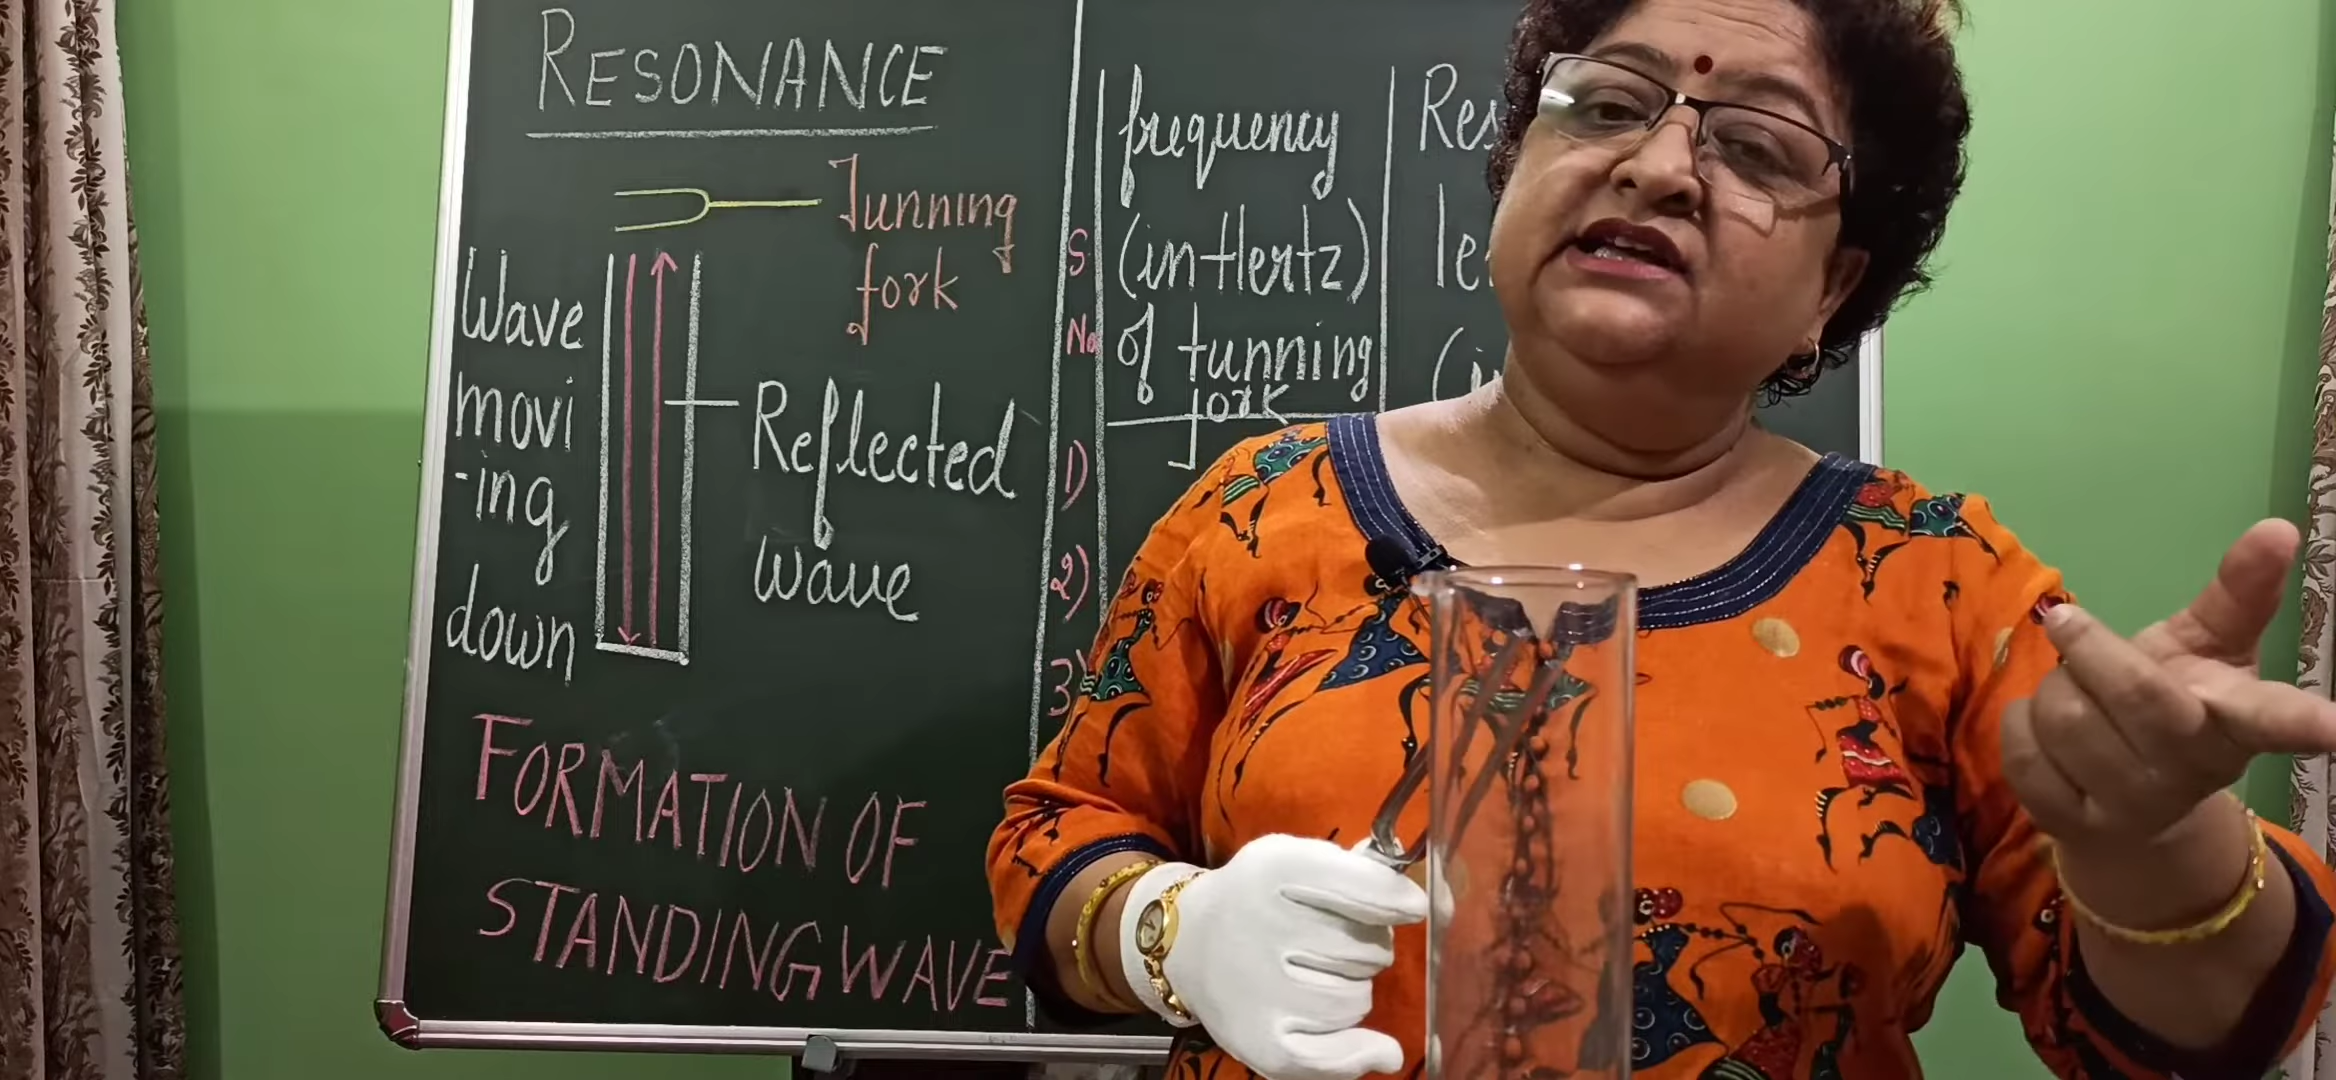 RESONANCE
Tunning
fork
Wave
movi
-ing
down
Reflected
wave
FORMATION OF
STANDING WAVE
S
No
frequency
(in Hertz)
of tunning
fork
1)
2)
3)